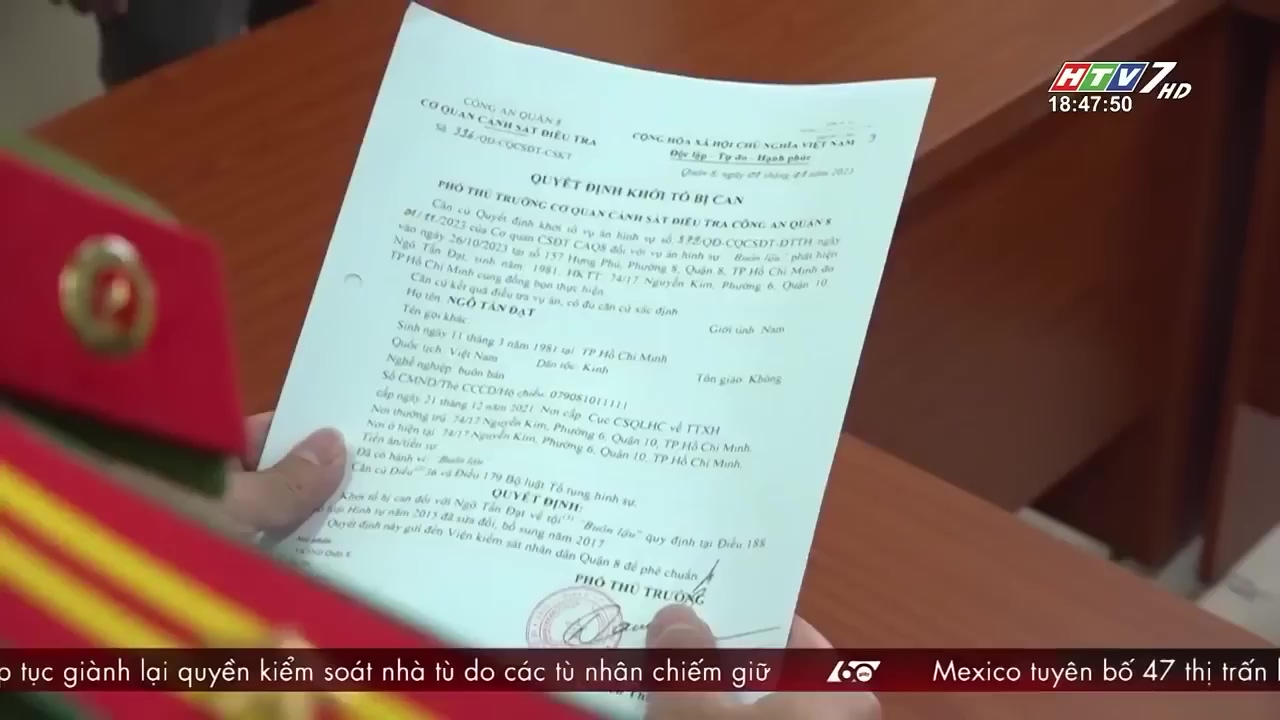 HTV7 HD
18:47:50
CÔNG AN QUẬN 8
CƠ QUAN CẢNH SÁT ĐIỀU TRA
Số 336/QĐ-CQCSĐT-CSKT
CỘNG HÒA XÃ HỘI CHỦ NGHĨA VIỆT NAM
Độc lập - Tự do - Hạnh phúc
Quận 8, ngày tháng năm 2023
QUYẾT ĐỊNH KHỞI TỐ BỊ CAN
PHÓ THỦ TRƯỞNG CƠ QUAN CẢNH SÁT ĐIỀU TRA CÔNG AN QUẬN 8
Căn cứ Quyết định khởi tố vụ án hình sự số /QĐ-CQCSĐT-ĐTTH ngày
/11/2023 của Cơ quan CSĐT CAQ8 đối với vụ án hình sự "Buôn lậu" phát hiện
vào ngày 26/10/2023 tại số 157 Hưng Phú, Phường 8, Quận 8, TP Hồ Chí Minh do
Ngô Tấn Đạt, sinh năm: 1981. HKTT: 74/17 Nguyễn Kim, Phường 6, Quận 10,
TP Hồ Chí Minh cùng đồng bọn thực hiện.
Căn cứ kết quả điều tra vụ án, có đủ căn cứ xác định
Họ tên: NGÔ TẤN ĐẠT
Giới tính: Nam
Tên gọi khác:
Sinh ngày 11 tháng 3 năm 1981 tại TP Hồ Chí Minh
Quốc tịch: Việt Nam Dân tộc: Kinh Tôn giáo: Không
Nghề nghiệp: buôn bán
Số CMND/Thẻ CCCD/Hộ chiếu: 079081011111
cấp ngày 21 tháng 12 năm 2021 Nơi cấp: Cục CSQLHC về TTXH
Nơi thường trú: 74/17 Nguyễn Kim, Phường 6, Quận 10, TP Hồ Chí Minh.
Nơi ở hiện tại: 74/17 Nguyễn Kim, Phường 6, Quận 10, TP Hồ Chí Minh.
Tiền án/tiền sự:
Đã có hành vi: Buôn lậu
Căn cứ Điều 36 và Điều 179 Bộ luật Tố tụng hình sự,
QUYẾT ĐỊNH:
Khởi tố bị can đối với Ngô Tấn Đạt về tội "Buôn lậu" quy định tại Điều 188
luật Hình sự năm 2015 đã sửa đổi, bổ sung năm 2017
Quyết định này gửi đến Viện kiểm sát nhân dân Quận 8 để phê chuẩn.
PHÓ THỦ TRƯỞNG
p tục giành lại quyền kiểm soát nhà tù do các tù nhân chiếm giữ 60 Mexico tuyên bố 47 thị trấn